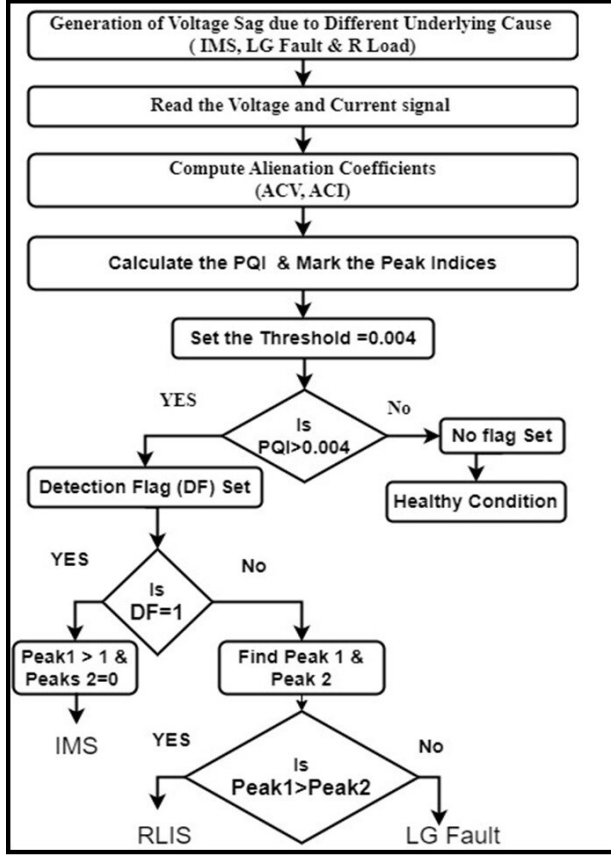 Generation of Voltage Sag due to Different Underlying Cause
( IMS, LG Fault & R Load)
Read the Voltage and Current signal
Compute Alienation Coefficients
(ACV, ACI)
Calculate the PQI & Mark the Peak Indices
Set the Threshold =0.004
YES
No
Is
PQI>0.004
No flag Set
Detection Flag (DF) Set
Healthy Condition
YES
No
Is
DF=1
Peak1 > 1 &
Peaks 2=0
Find Peak 1 &
Peak 2
IMS
YES
No
Is
Peak1>Peak2
RLIS
LG Fault